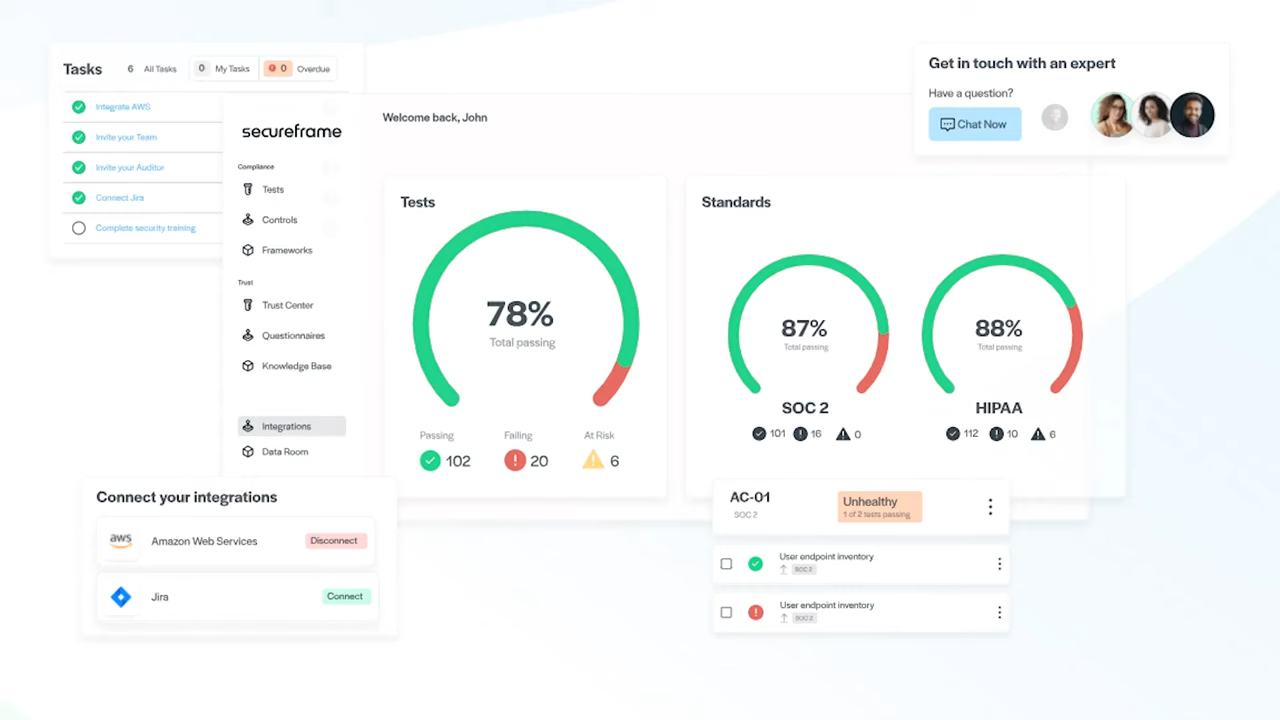 Tasks
6 All Tasks
0 My Tasks
0 Overdue
Integrate AWS
Invite your Team
Invite your Auditor
Connect Jira
Complete security training
secureframe
Compliance
Tests
Controls
Frameworks
Trust
Trust Center
Questionnaires
Knowledge Base
Integrations
Data Room
Welcome back, John
Get in touch with an expert
Have a question?
Chat Now
Tests
78%
Total passing
Passing Failing At Risk
102 20 6
Standards
87%
Total passing
SOC 2
101 16 0
88%
Total passing
HIPAA
112 10 6
Connect your integrations
aws
Amazon Web Services
Disconnect
Jira
Connect
AC-01
SOC 2
Unhealthy
1 of 2 tests passing
User endpoint inventory
SOC 2
User endpoint inventory
SOC 2